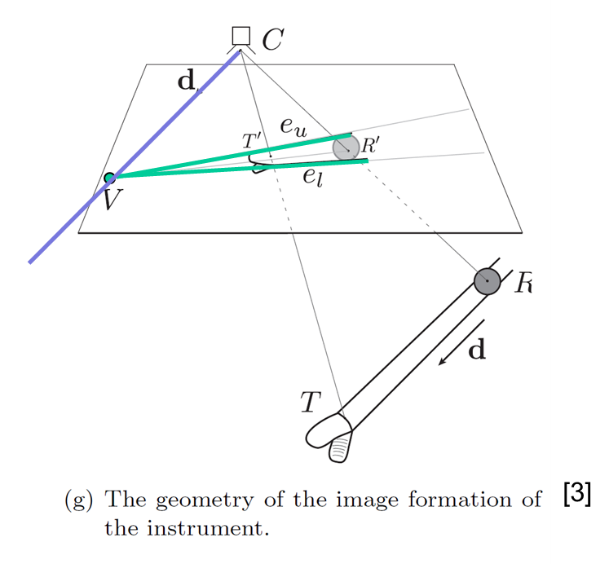 C
d
T′
e_u
R′
e_l
V
R
d
T
(g) The geometry of the image formation of [3]
the instrument.